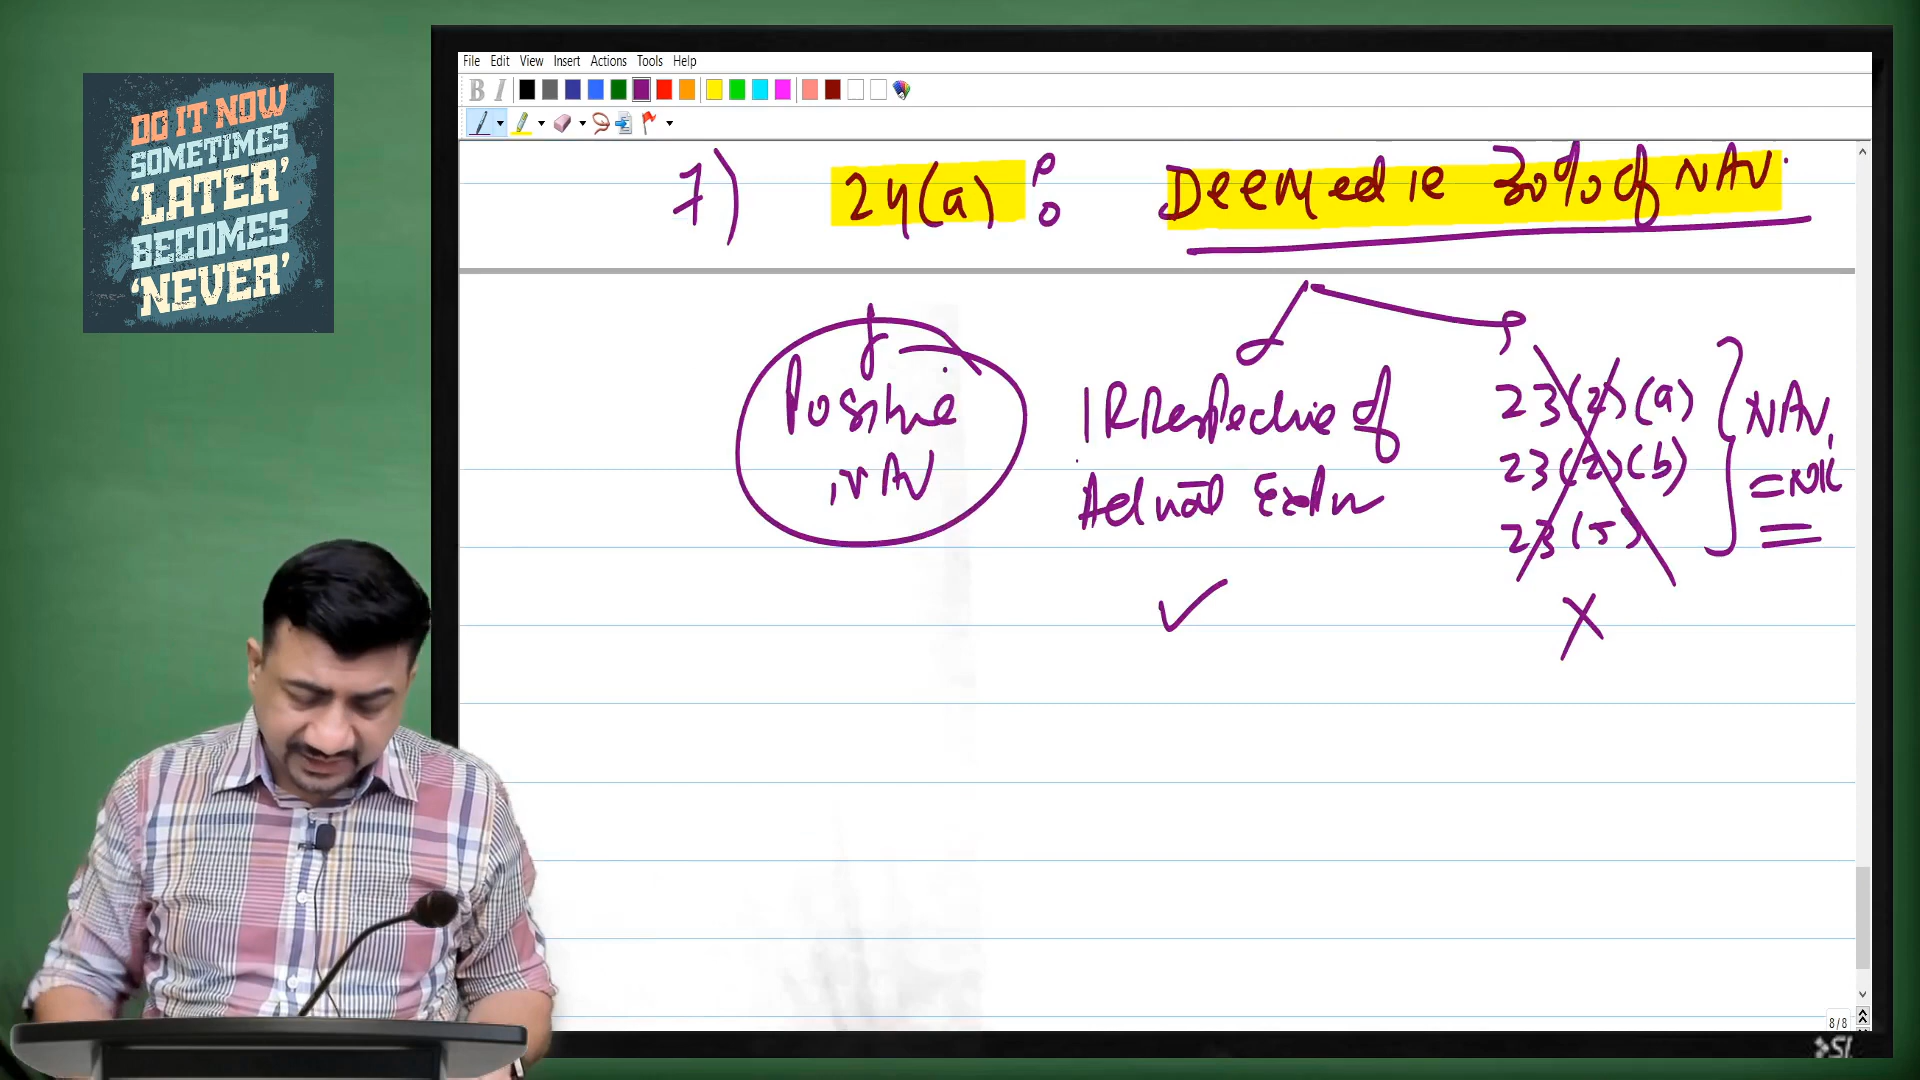 DO IT NOW
SOMETIMES
'LATER'
BECOMES
'NEVER'
File Edit View Insert Actions Tools Help
B I
7) 24(a) : Deemed ie 30% of NAV.
Positive
NAV
IRRespective of
Actual Expn
23(2)(a)
23(2)(b)
23(5)
NAV
= NIL
8/8